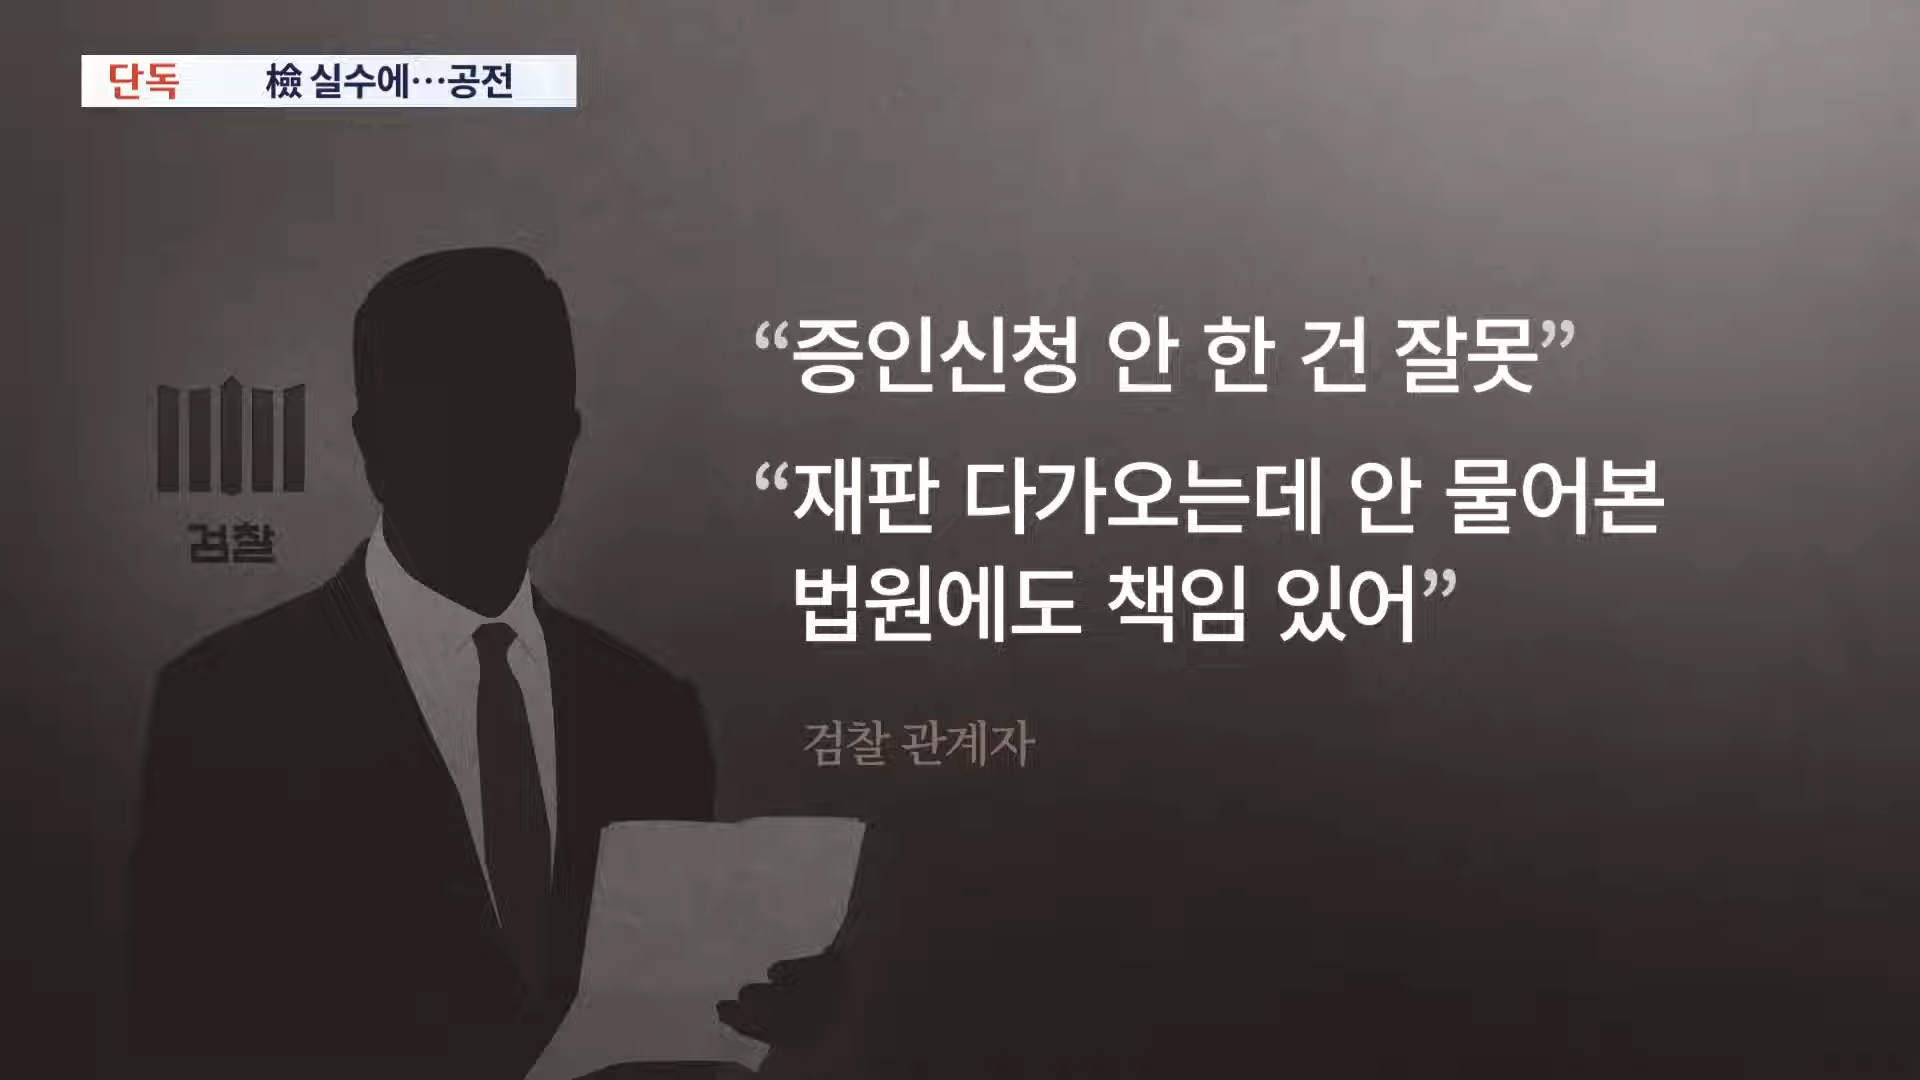 단독 檢 실수에…공전
검찰
“증인신청 안 한 건 잘못”
“재판 다가오는데 안 물어본
법원에도 책임 있어”
검찰 관계자